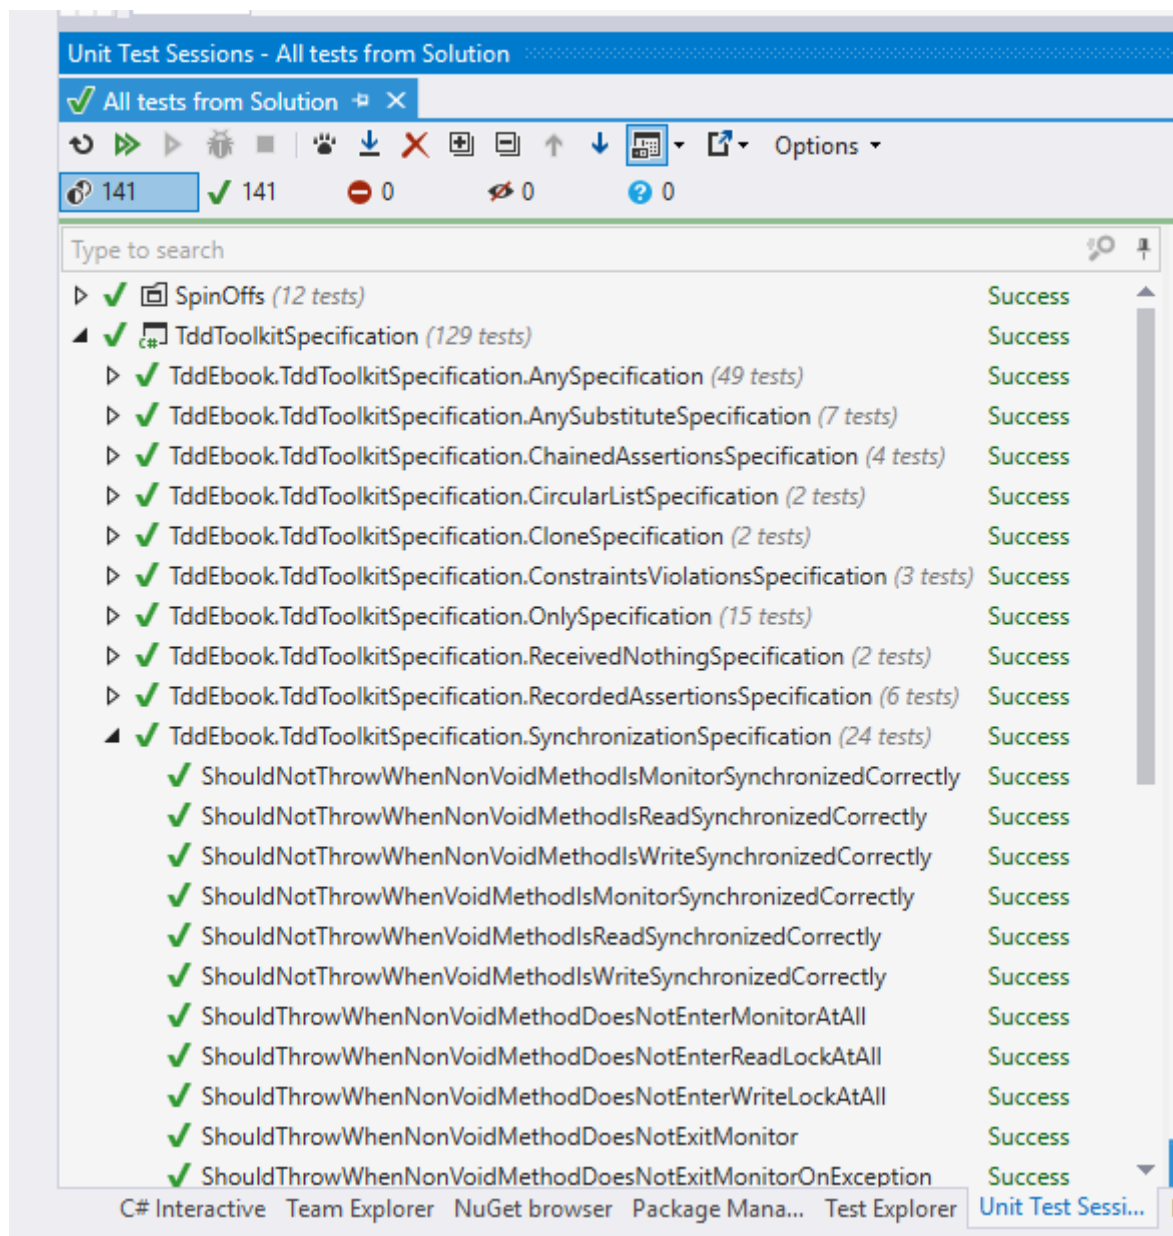 Unit Test Sessions - All tests from Solution
All tests from Solution
Options
141 141 0 0 0
Type to search
SpinOffs (12 tests) Success
TddToolkitSpecification (129 tests) Success
TddEbook.TddToolkitSpecification.AnySpecification (49 tests) Success
TddEbook.TddToolkitSpecification.AnySubstituteSpecification (7 tests) Success
TddEbook.TddToolkitSpecification.ChainedAssertionsSpecification (4 tests) Success
TddEbook.TddToolkitSpecification.CircularListSpecification (2 tests) Success
TddEbook.TddToolkitSpecification.CloneSpecification (2 tests) Success
TddEbook.TddToolkitSpecification.ConstraintsViolationsSpecification (3 tests) Success
TddEbook.TddToolkitSpecification.OnlySpecification (15 tests) Success
TddEbook.TddToolkitSpecification.ReceivedNothingSpecification (2 tests) Success
TddEbook.TddToolkitSpecification.RecordedAssertionsSpecification (6 tests) Success
TddEbook.TddToolkitSpecification.SynchronizationSpecification (24 tests) Success
ShouldNotThrowWhenNonVoidMethodIsMonitorSynchronizedCorrectly Success
ShouldNotThrowWhenNonVoidMethodIsReadSynchronizedCorrectly Success
ShouldNotThrowWhenNonVoidMethodIsWriteSynchronizedCorrectly Success
ShouldNotThrowWhenVoidMethodIsMonitorSynchronizedCorrectly Success
ShouldNotThrowWhenVoidMethodIsReadSynchronizedCorrectly Success
ShouldNotThrowWhenVoidMethodIsWriteSynchronizedCorrectly Success
ShouldThrowWhenNonVoidMethodDoesNotEnterMonitorAtAll Success
ShouldThrowWhenNonVoidMethodDoesNotEnterReadLockAtAll Success
ShouldThrowWhenNonVoidMethodDoesNotEnterWriteLockAtAll Success
ShouldThrowWhenNonVoidMethodDoesNotExitMonitor Success
ShouldThrowWhenNonVoidMethodDoesNotExitMonitorOnException Success
C# Interactive Team Explorer NuGet browser Package Mana... Test Explorer Unit Test Sessi...